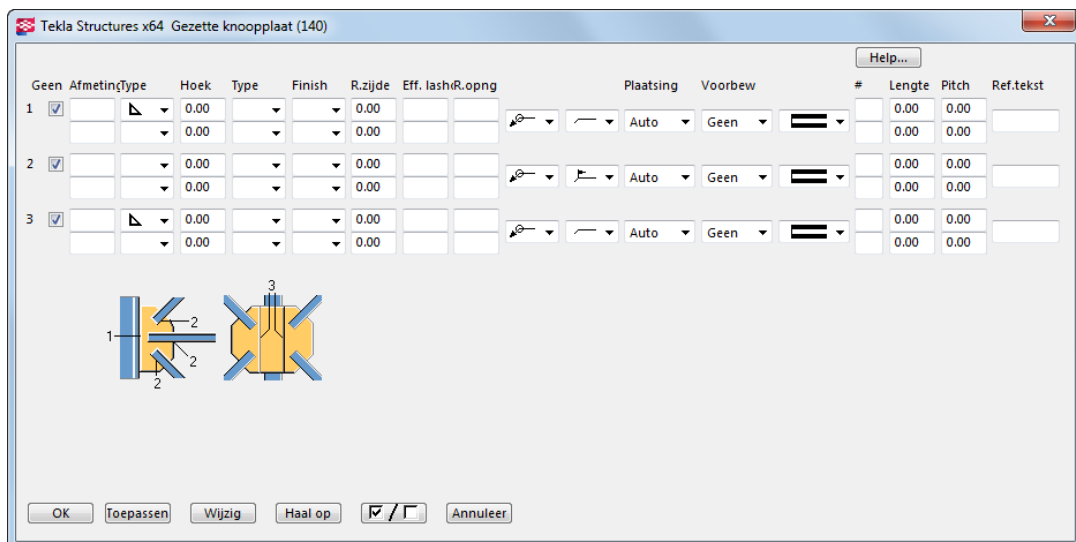 Tekla Structures x64 Gezette knoopplaat (140)
x
Help...
Geen Afmeting Type Hoek Type Finish R.zijde Eff. lash R.opng Plaatsing Voorbew # Lengte Pitch Ref.tekst
1 0.00 0.00 Auto Geen 0.00 0.00
0.00 0.00 0.00 0.00
2 0.00 0.00 Auto Geen 0.00 0.00
0.00 0.00 0.00 0.00
3 0.00 0.00 Auto Geen 0.00 0.00
0.00 0.00 0.00 0.00
3
1 2
2
2
OK Toepassen Wijzig Haal op / Annuleer